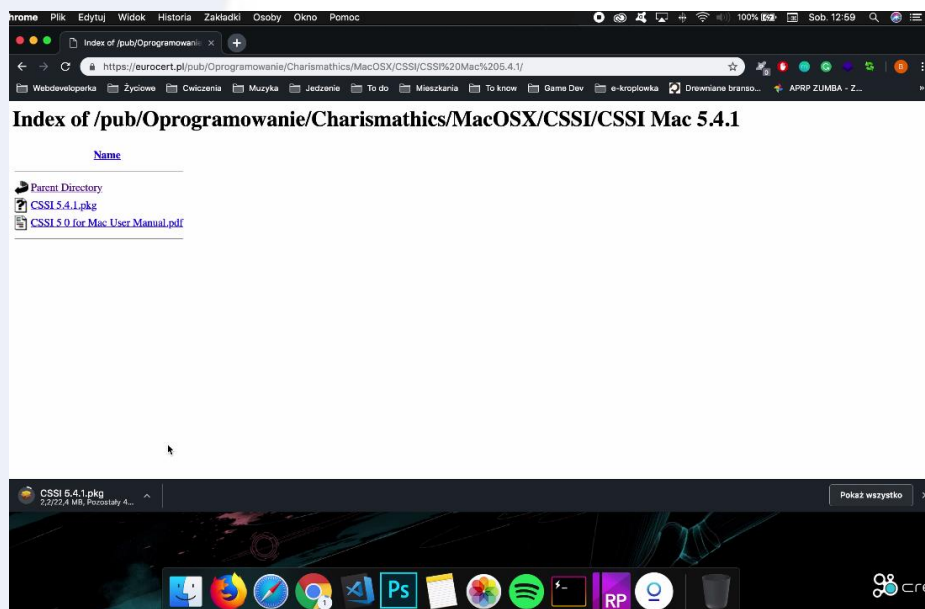 hrome Plik Edytuj Widok Historia Zakładki Osoby Okno Pomoc 100% Sob. 12:59
Index of /pub/Oprogramowanie
https://eurocert.pl/pub/Oprogramowanie/Charismathics/MacOSX/CSSI/CSSI%20Mac%205.4.1/
Webdeveloperka Życiowe Cwiczenia Muzyka Jedzenie To do Mieszkania To know Game Dev e-kroplowka Drewniane branso... APRP ZUMBA - Z... »
Index of /pub/Oprogramowanie/Charismathics/MacOSX/CSSI/CSSI Mac 5.4.1
Name
Parent Directory
CSSI 5.4.1.pkg
CSSI 5 0 for Mac User Manual.pdf
CSSI 5.4.1.pkg
2,2/22,4 MB, Pozostały 4...
Pokaż wszystko
Ps
RP
cre